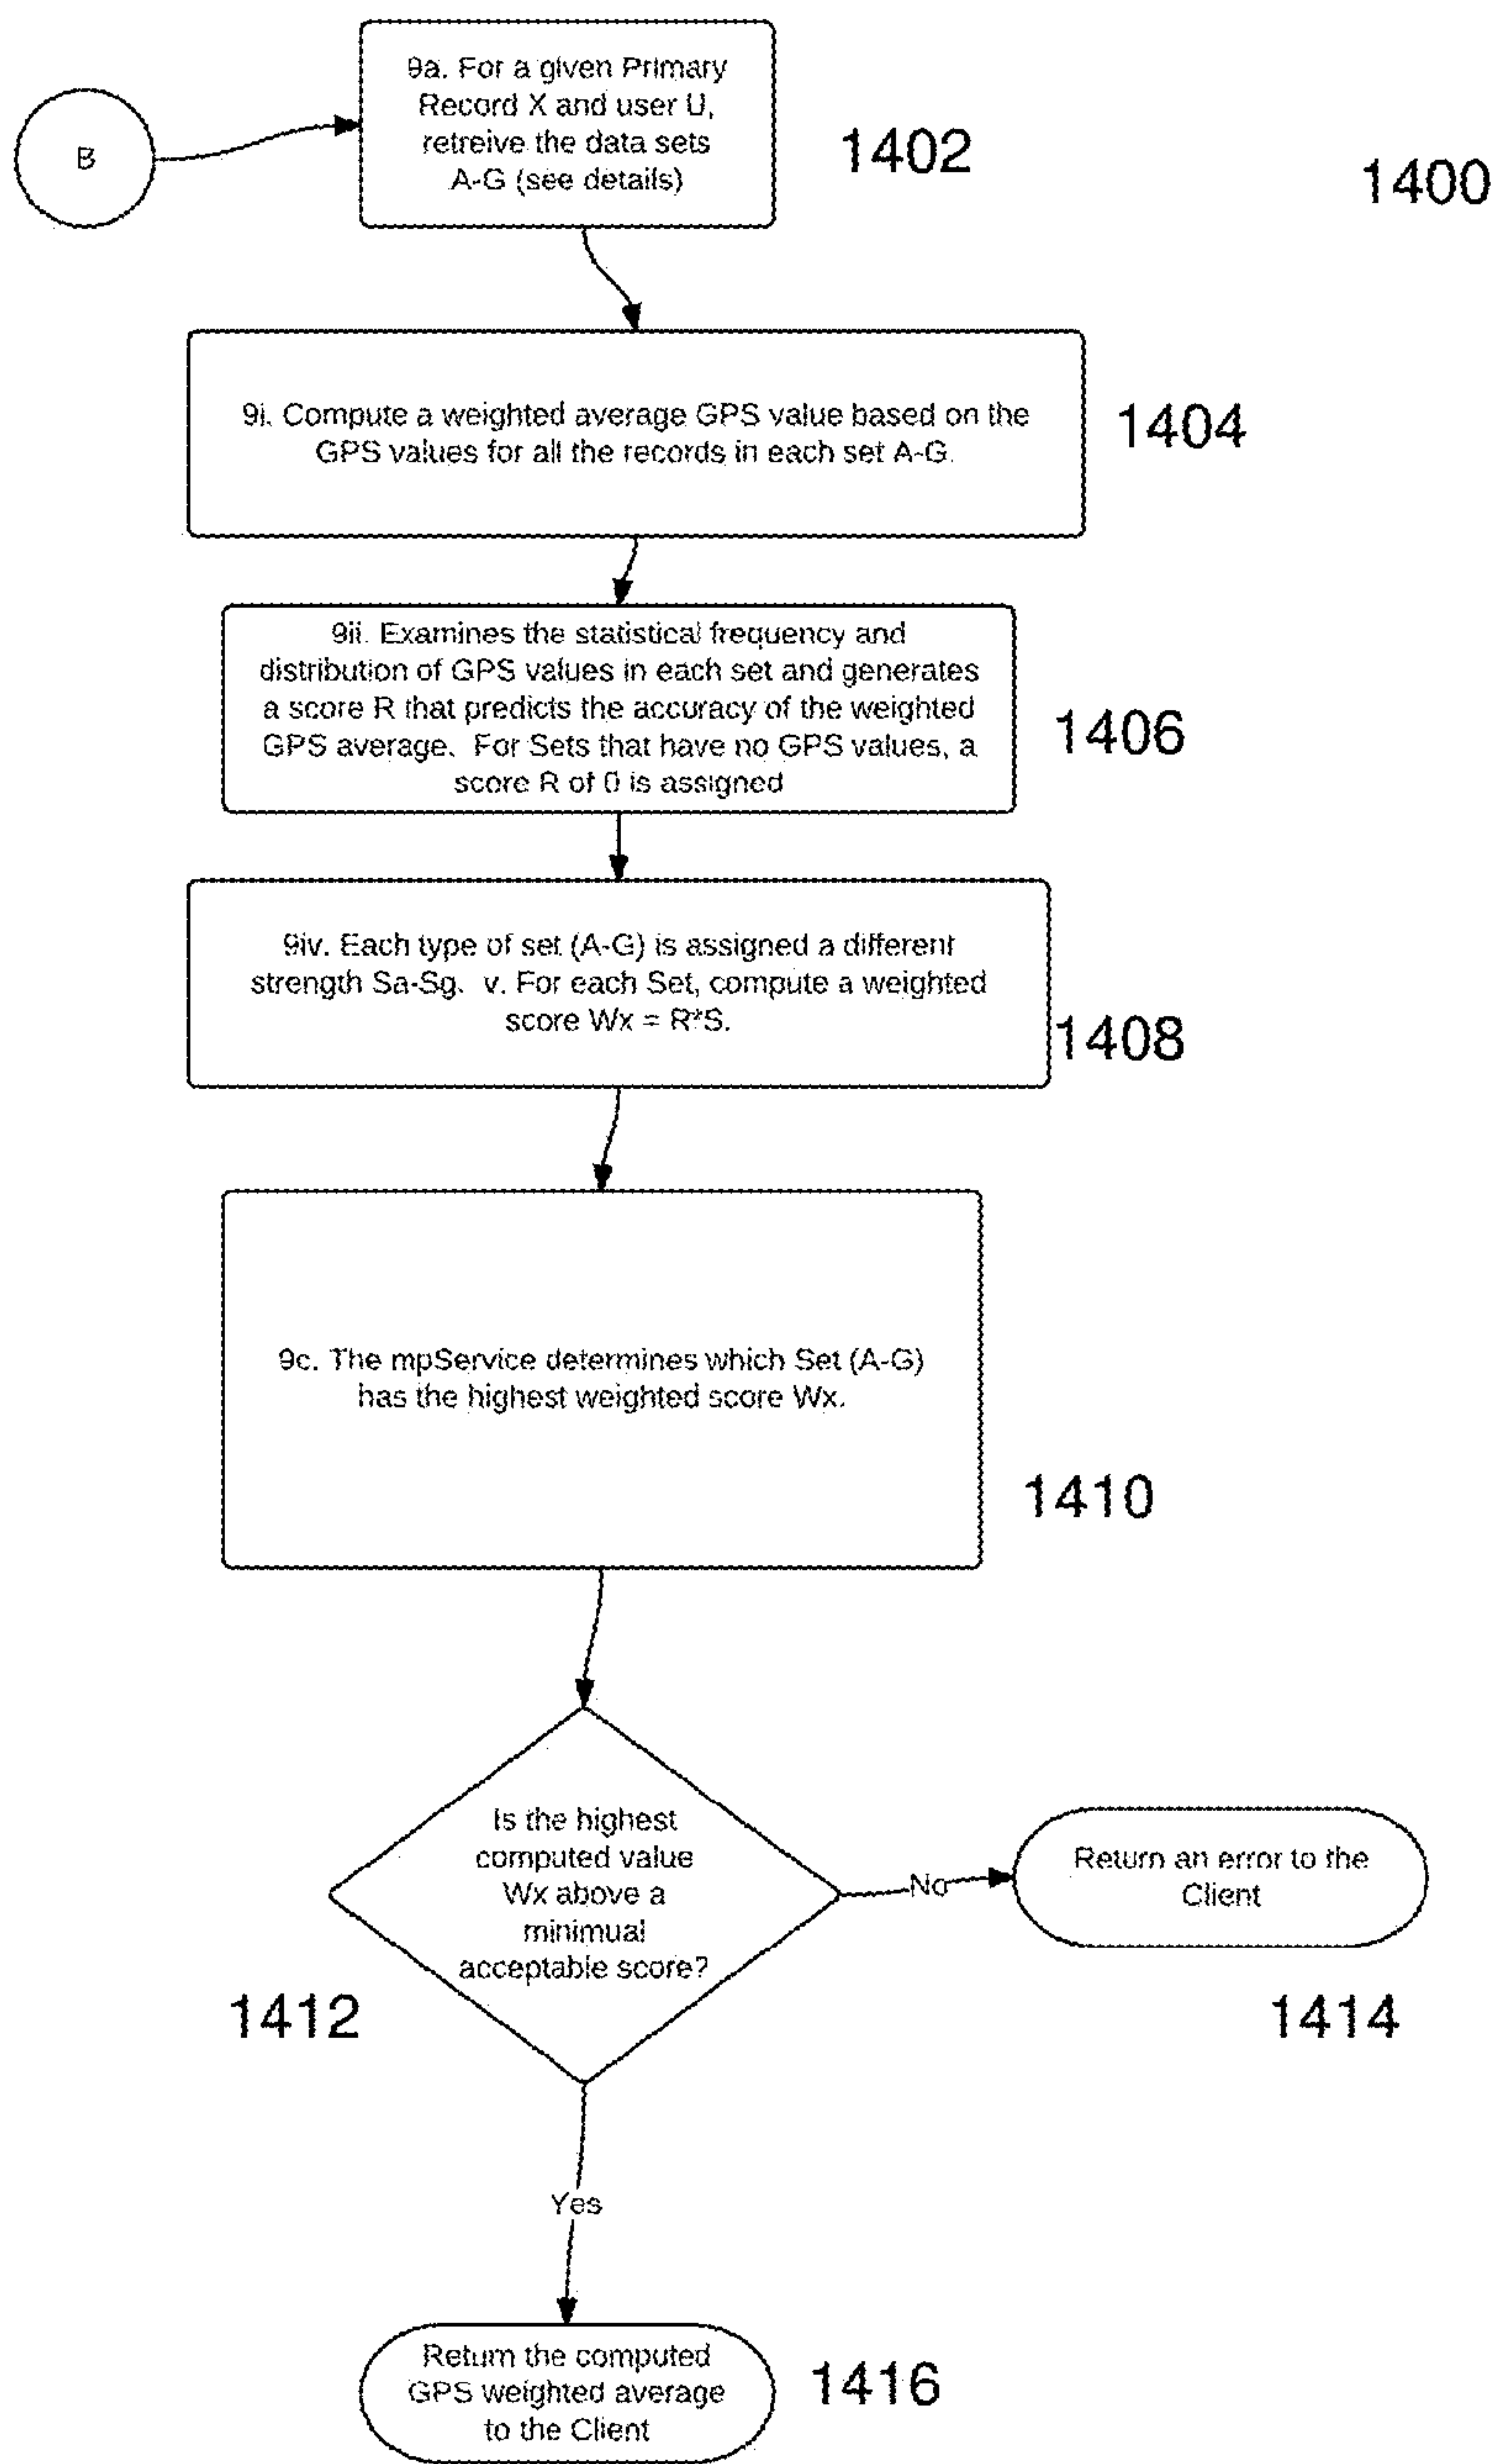 9a. For a given Primary
Record X and user U,
retreive the data sets
A-G (see details)
B
1402
1400
9i. Compute a weighted average GPS value based on the
GPS values for all the records in each set A-G.
1404
9ii. Examines the statistical frequency and
distribution of GPS values in each set and generates
a score R that predicts the accuracy of the weighted
GPS average. For Sets that have no GPS values, a
score R of 0 is assigned
1406
9iv. Each type of set (A-G) is assigned a different
strength Sa-Sg. v. For each Set, compute a weighted
score Wx = R*S.
1408
9c. The mpService determines which Set (A-G)
has the highest weighted score Wx.
1410
Is the highest
computed value
Wx above a
minimual
acceptable score?
1412
No
Return an error to the
Client
1414
Yes
Return the computed
GPS weighted average
to the Client
1416